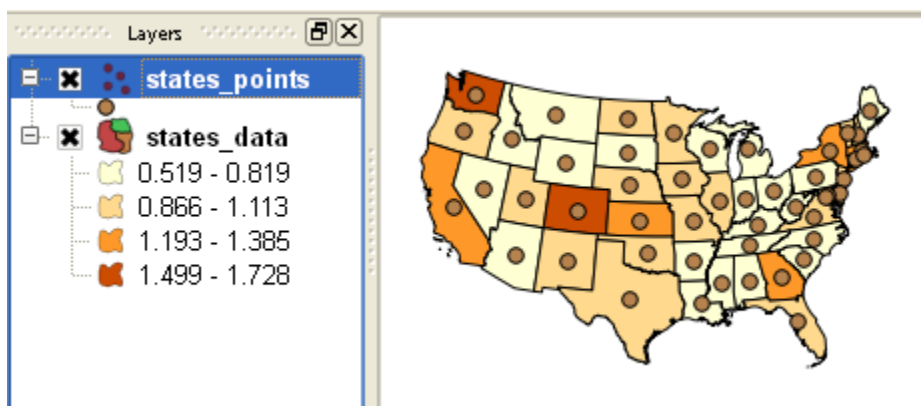 Layers
states_points
states_data
0.519 - 0.819
0.866 - 1.113
1.193 - 1.385
1.499 - 1.728